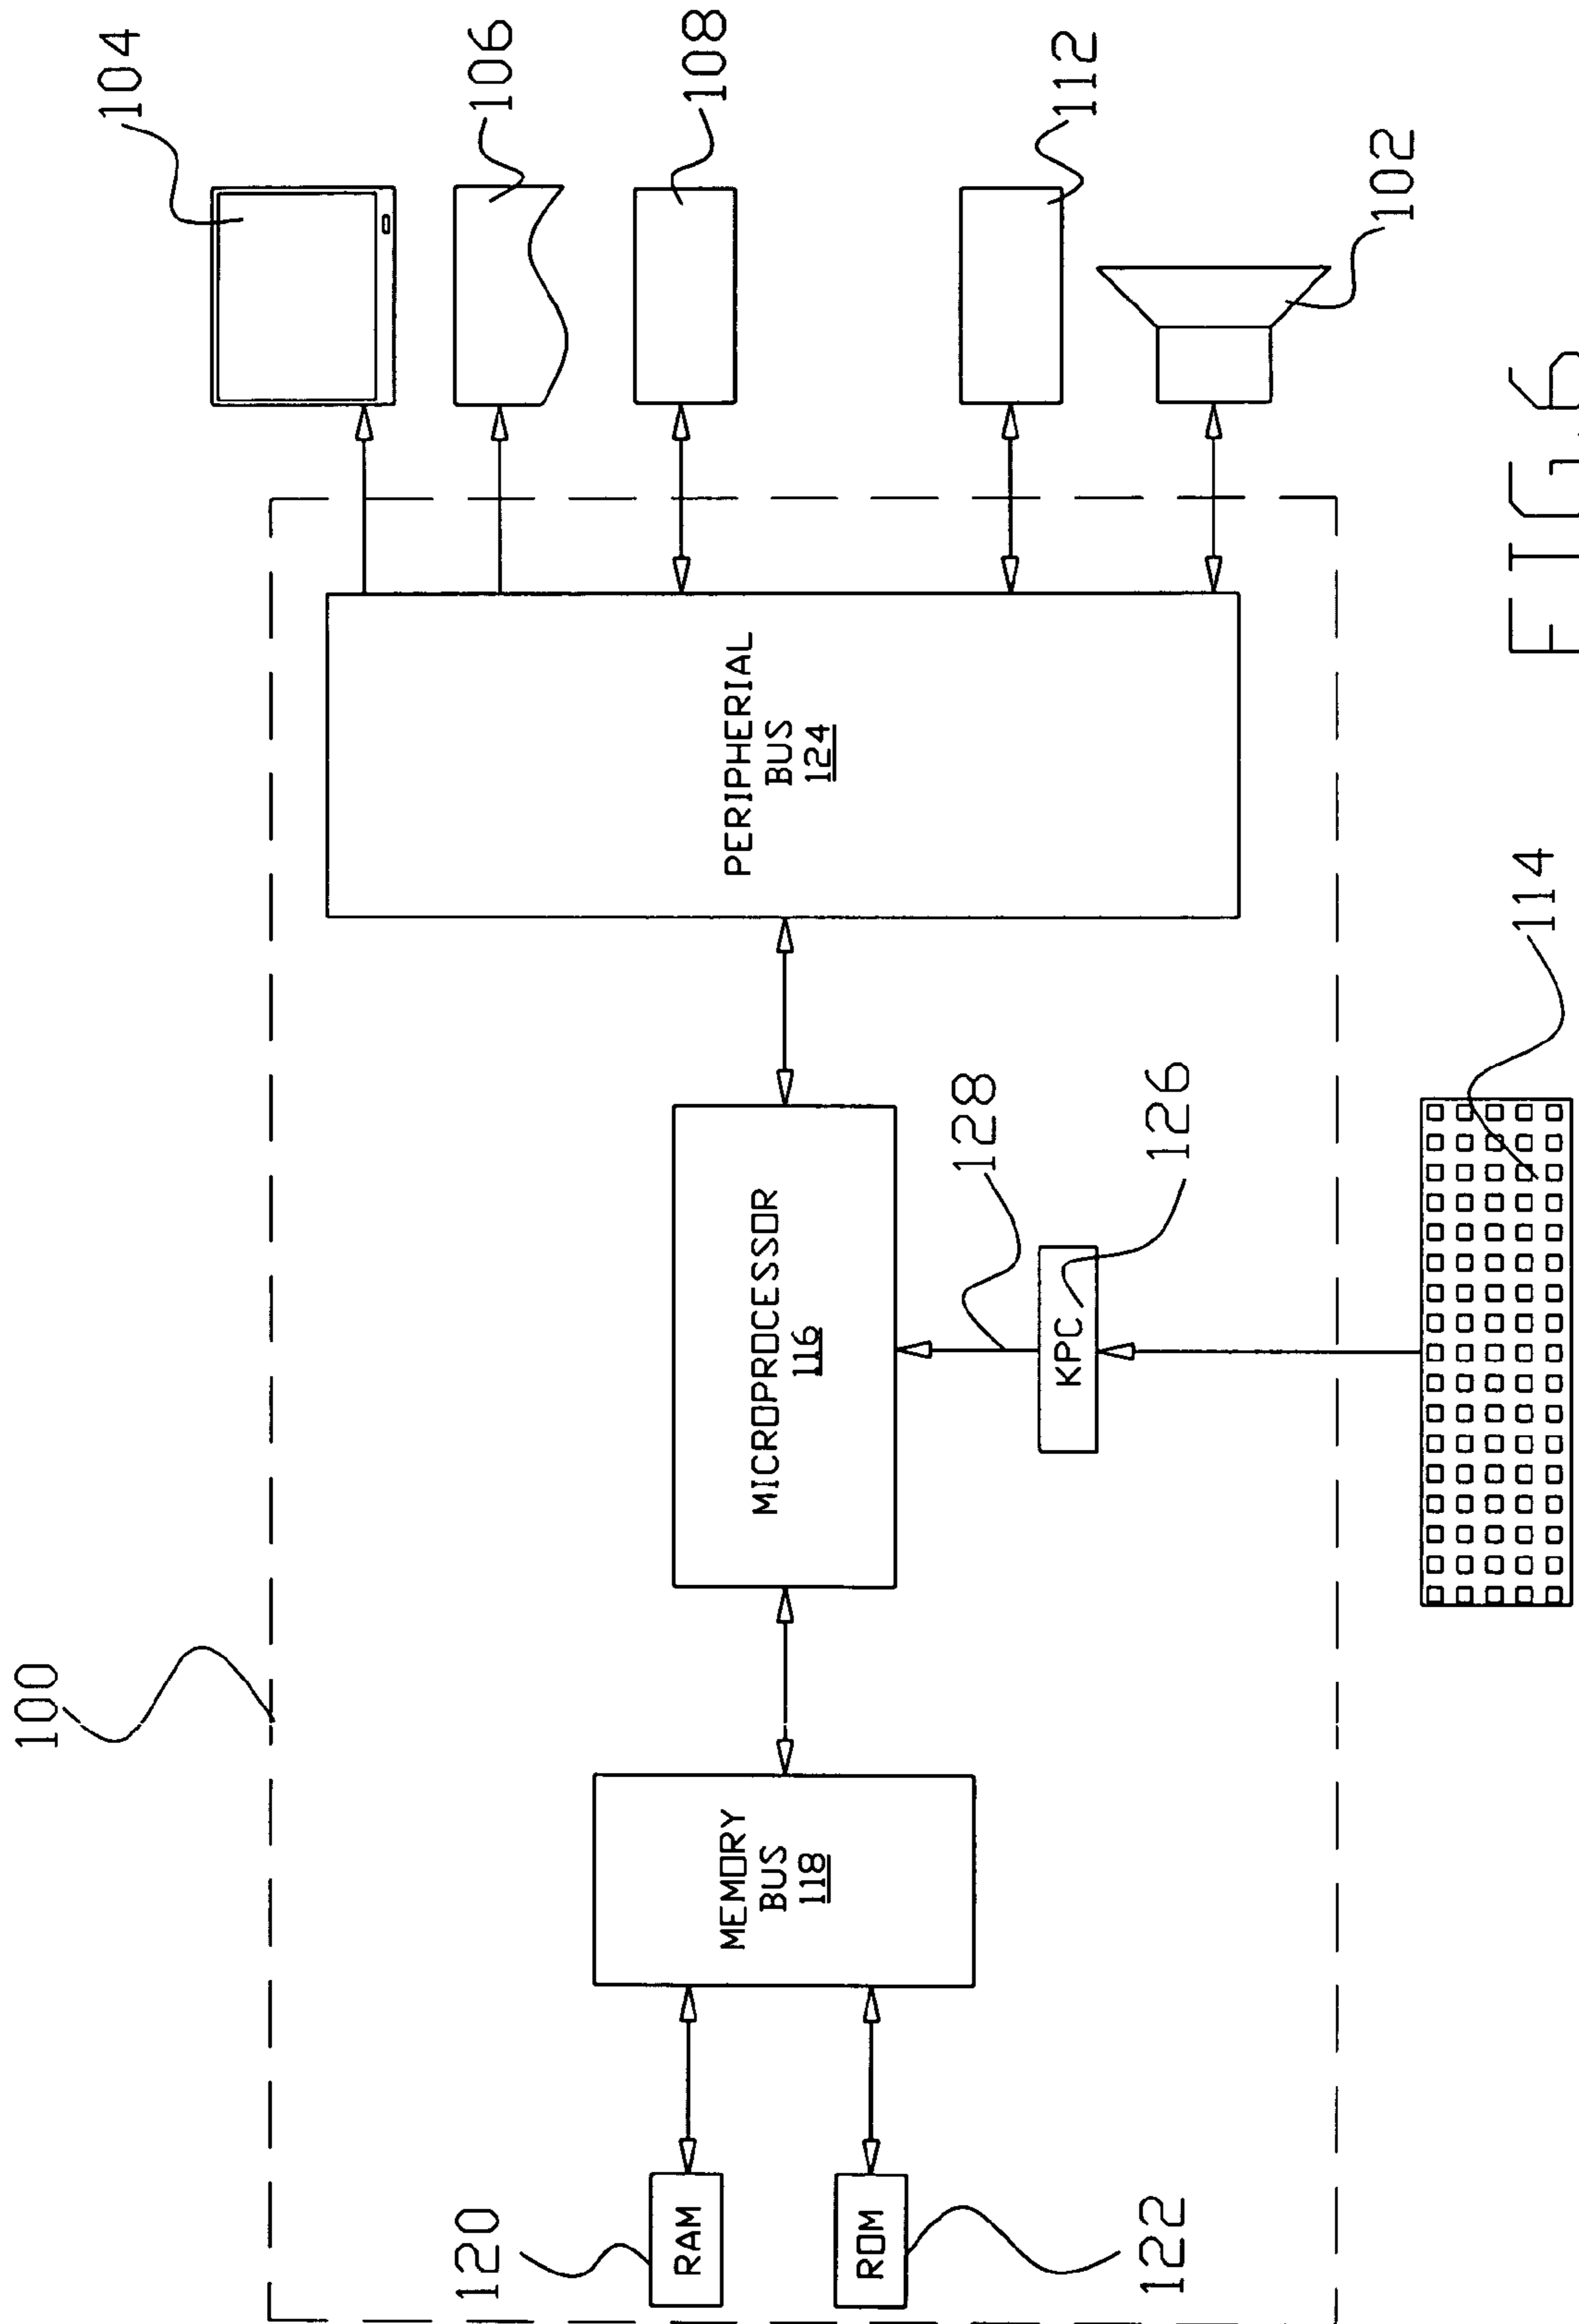 100
104
120
106
RAM
108
MEMORY
BUS
118
MICROPROCESSOR
116
PERIPHERIAL
BUS
124
ROM
128
112
KPC
122
126
102
114
FIG.6